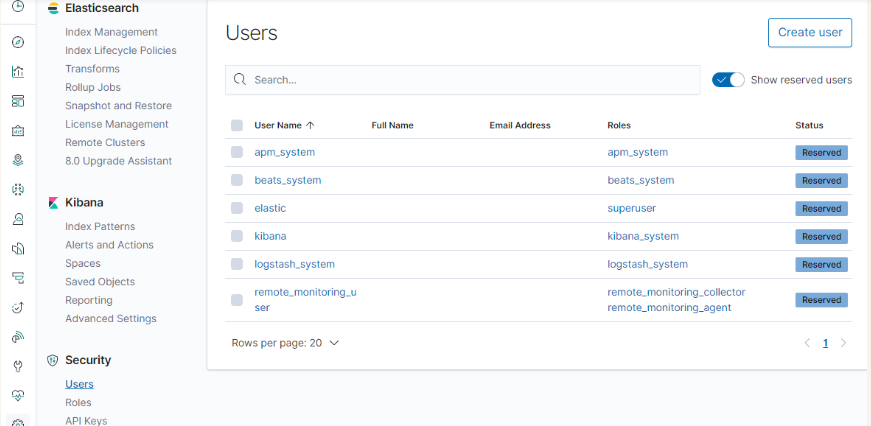 Elasticsearch
Index Management
Index Lifecycle Policies
Transforms
Rollup Jobs
Snapshot and Restore
License Management
Remote Clusters
8.0 Upgrade Assistant
Kibana
Index Patterns
Alerts and Actions
Spaces
Saved Objects
Reporting
Advanced Settings
Security
Users
Roles
API Keys
Users
Create user
Search...
Show reserved users
User Name Full Name Email Address Roles Status
apm_system apm_system Reserved
beats_system beats_system Reserved
elastic superuser Reserved
kibana kibana_system Reserved
logstash_system logstash_system Reserved
remote_monitoring_u remote_monitoring_collector Reserved
ser remote_monitoring_agent
Rows per page: 20 1